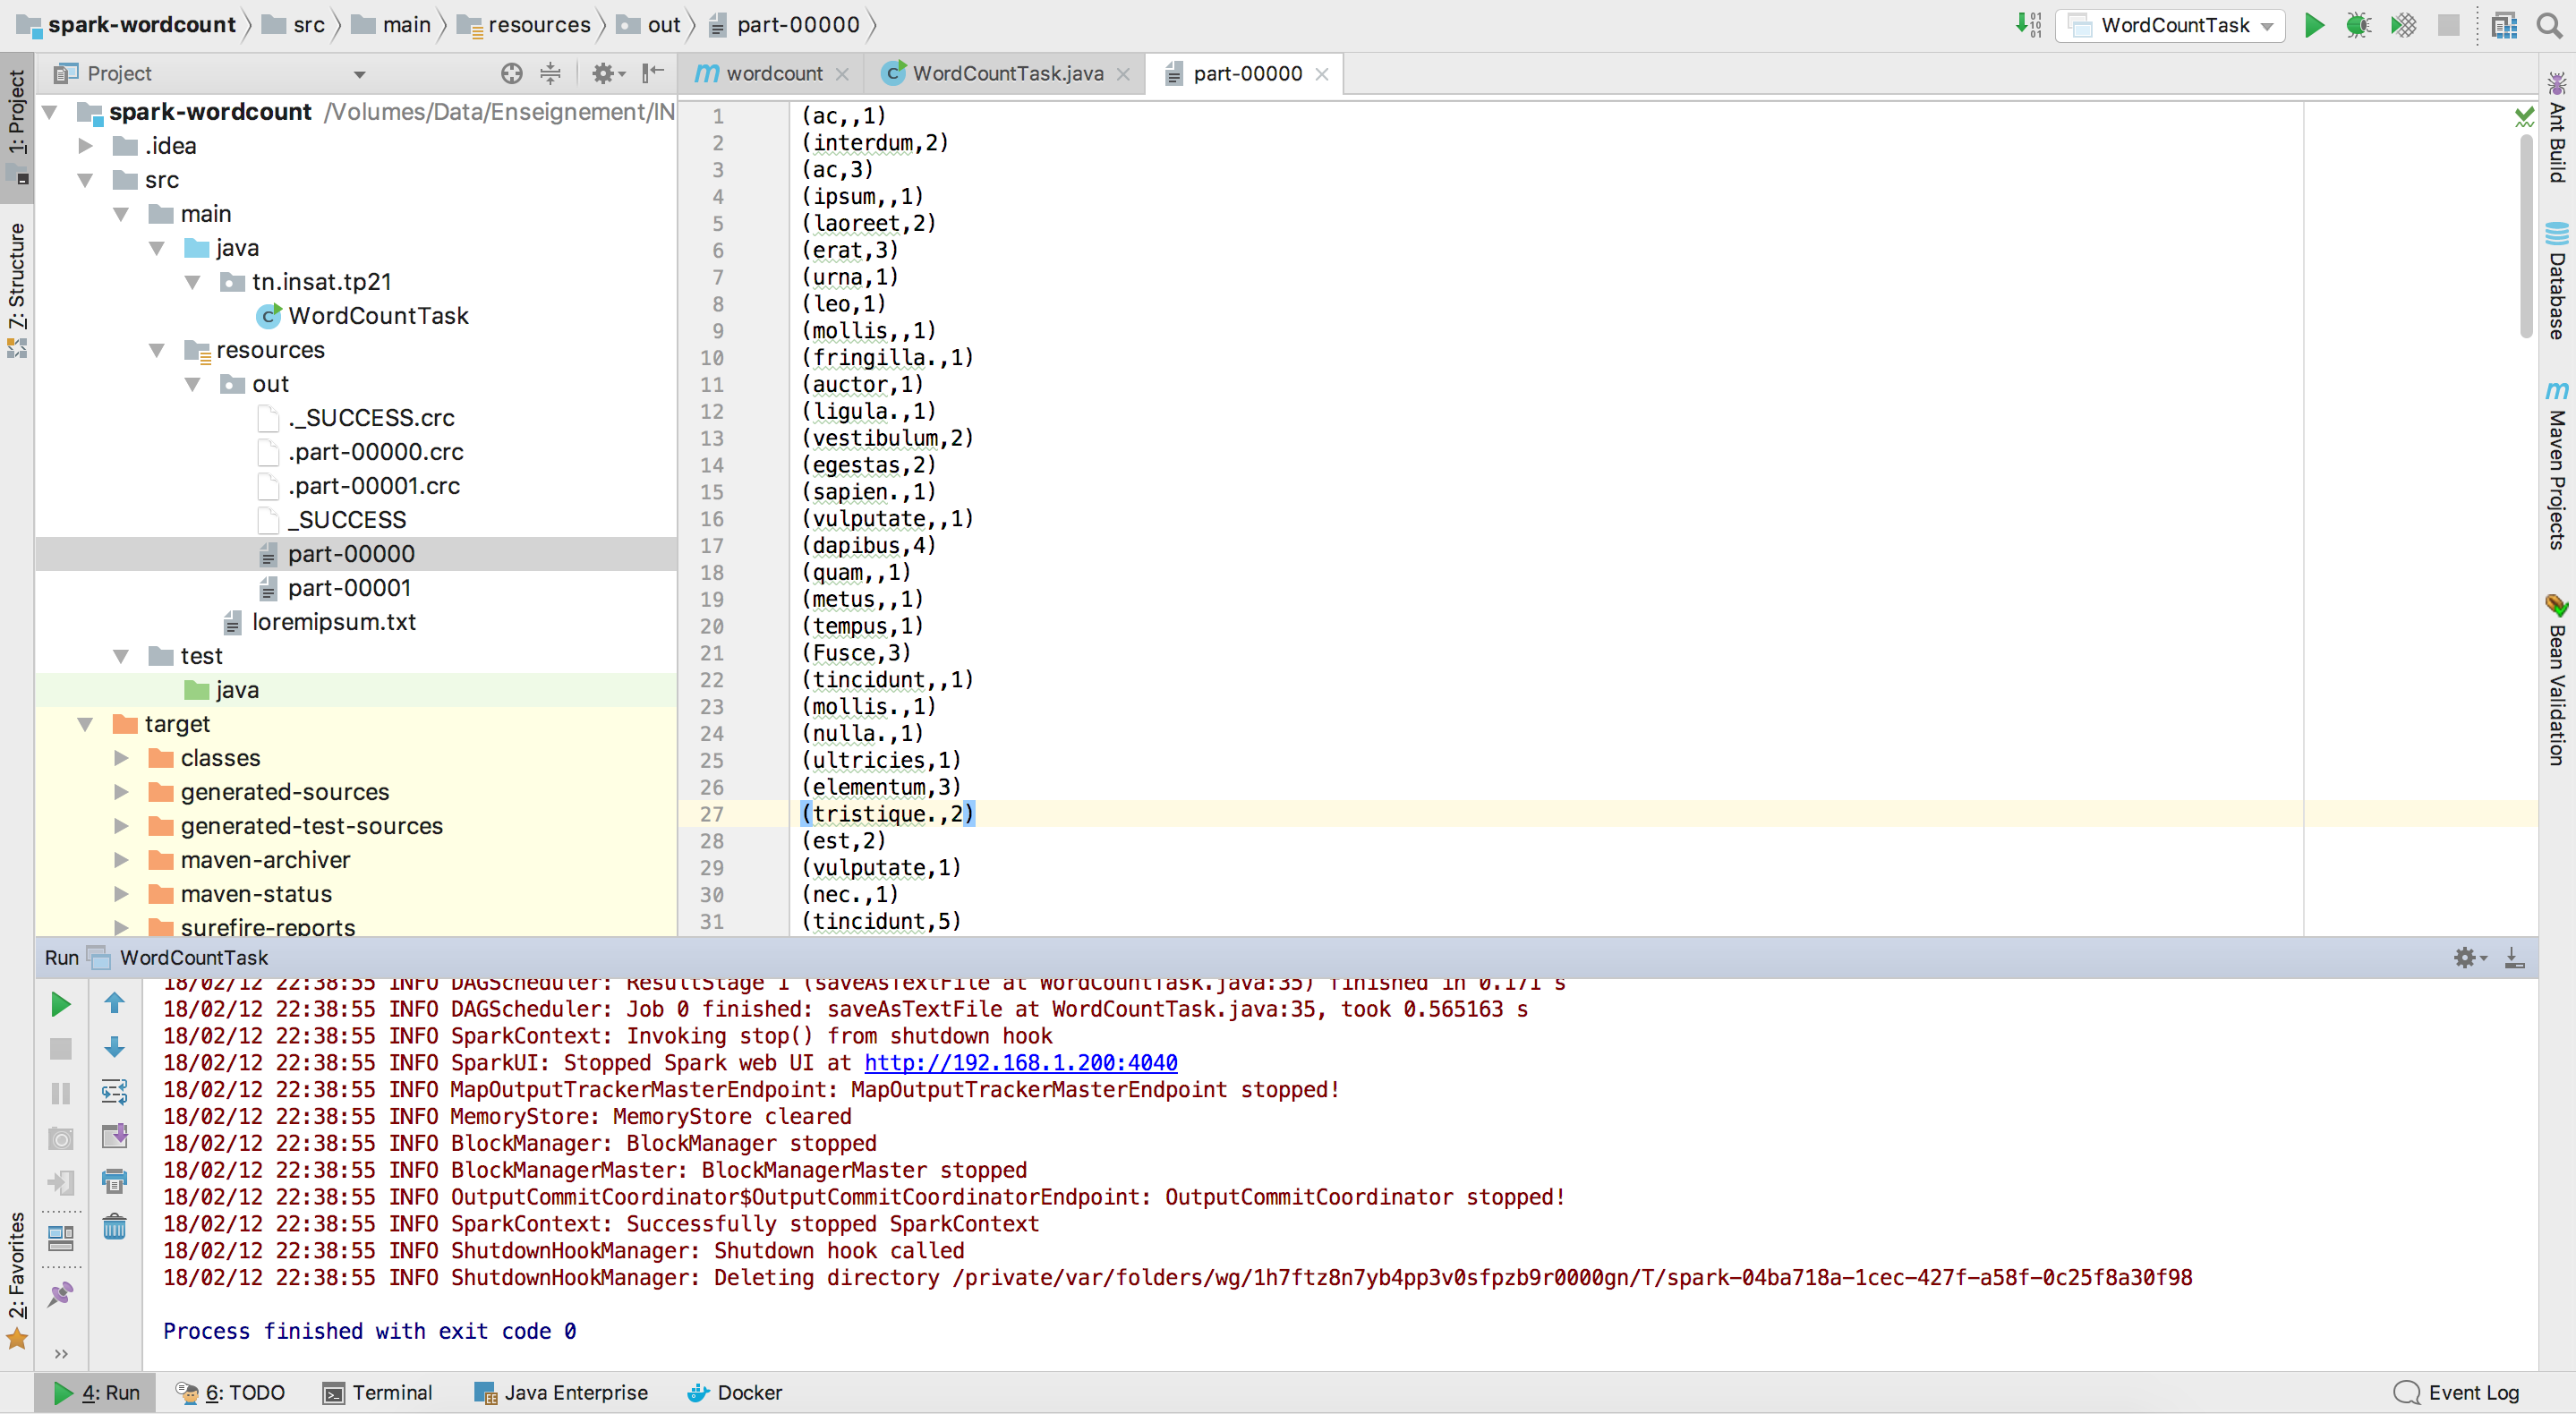 spark-wordcount src main resources out part-00000 WordCountTask
1: Project
7: Structure
2: Favorites
Project
spark-wordcount /Volumes/Data/Enseignement/IN
.idea
src
main
java
tn.insat.tp21
WordCountTask
resources
out
._SUCCESS.crc
.part-00000.crc
.part-00001.crc
_SUCCESS
part-00000
part-00001
loremipsum.txt
test
java
target
classes
generated-sources
generated-test-sources
maven-archiver
maven-status
surefire-reports
wordcount WordCountTask.java part-00000
1 (ac,,1)
2 (interdum,2)
3 (ac,3)
4 (ipsum,,1)
5 (laoreet,2)
6 (erat,3)
7 (urna,1)
8 (leo,1)
9 (mollis,,1)
10 (fringilla.,1)
11 (auctor,1)
12 (ligula.,1)
13 (vestibulum,2)
14 (egestas,2)
15 (sapien.,1)
16 (vulputate,,1)
17 (dapibus,4)
18 (quam,,1)
19 (metus,,1)
20 (tempus,1)
21 (Fusce,3)
22 (tincidunt,,1)
23 (mollis.,1)
24 (nulla.,1)
25 (ultricies,1)
26 (elementum,3)
27 (tristique.,2)
28 (est,2)
29 (vulputate,1)
30 (nec.,1)
31 (tincidunt,5)
Ant Build
Database
Maven Projects
Bean Validation
Run WordCountTask
18/02/12 22:38:55 INFO DAGScheduler: ResultStage 1 (saveAsTextFile at WordCountTask.java:35) finished in 0.171 s
18/02/12 22:38:55 INFO DAGScheduler: Job 0 finished: saveAsTextFile at WordCountTask.java:35, took 0.565163 s
18/02/12 22:38:55 INFO SparkContext: Invoking stop() from shutdown hook
18/02/12 22:38:55 INFO SparkUI: Stopped Spark web UI at http://192.168.1.200:4040
18/02/12 22:38:55 INFO MapOutputTrackerMasterEndpoint: MapOutputTrackerMasterEndpoint stopped!
18/02/12 22:38:55 INFO MemoryStore: MemoryStore cleared
18/02/12 22:38:55 INFO BlockManager: BlockManager stopped
18/02/12 22:38:55 INFO BlockManagerMaster: BlockManagerMaster stopped
18/02/12 22:38:55 INFO OutputCommitCoordinator$OutputCommitCoordinatorEndpoint: OutputCommitCoordinator stopped!
18/02/12 22:38:55 INFO SparkContext: Successfully stopped SparkContext
18/02/12 22:38:55 INFO ShutdownHookManager: Shutdown hook called
18/02/12 22:38:55 INFO ShutdownHookManager: Deleting directory /private/var/folders/wg/1h7ftz8n7yb4pp3v0sfpzb9r0000gn/T/spark-04ba718a-1cec-427f-a58f-0c25f8a30f98
Process finished with exit code 0
4: Run 6: TODO Terminal Java Enterprise Docker Event Log